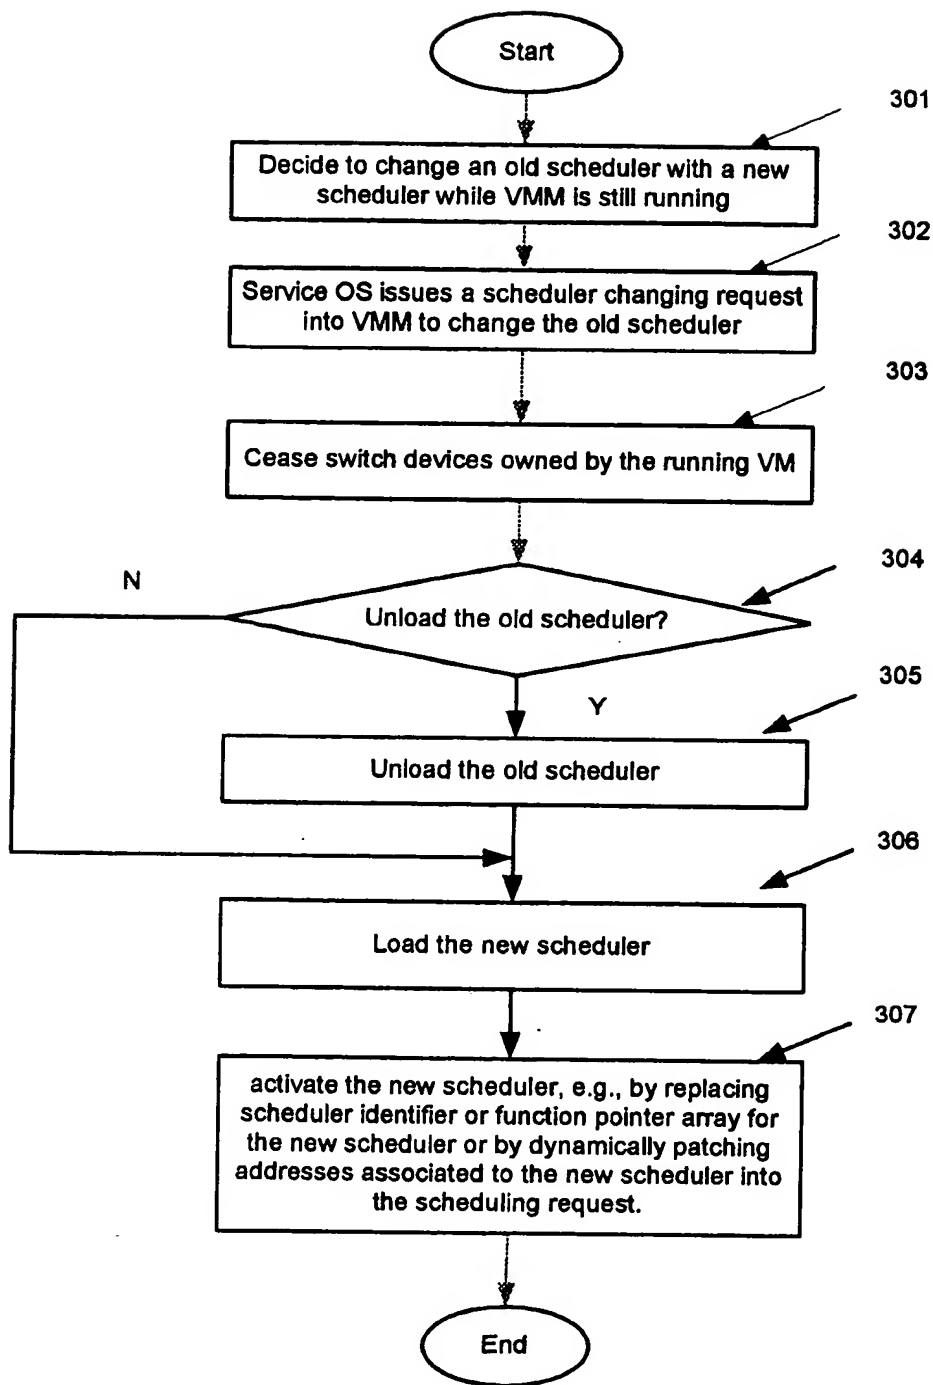 Start
301
Decide to change an old scheduler with a new
scheduler while VMM is still running
302
Service OS issues a scheduler changing request
into VMM to change the old scheduler
303
Cease switch devices owned by the running VM
304
N
Unload the old scheduler?
305
Y
Unload the old scheduler
306
Load the new scheduler
307
activate the new scheduler, e.g., by replacing
scheduler identifier or function pointer array for
the new scheduler or by dynamically patching
addresses associated to the new scheduler into
the scheduling request.
End